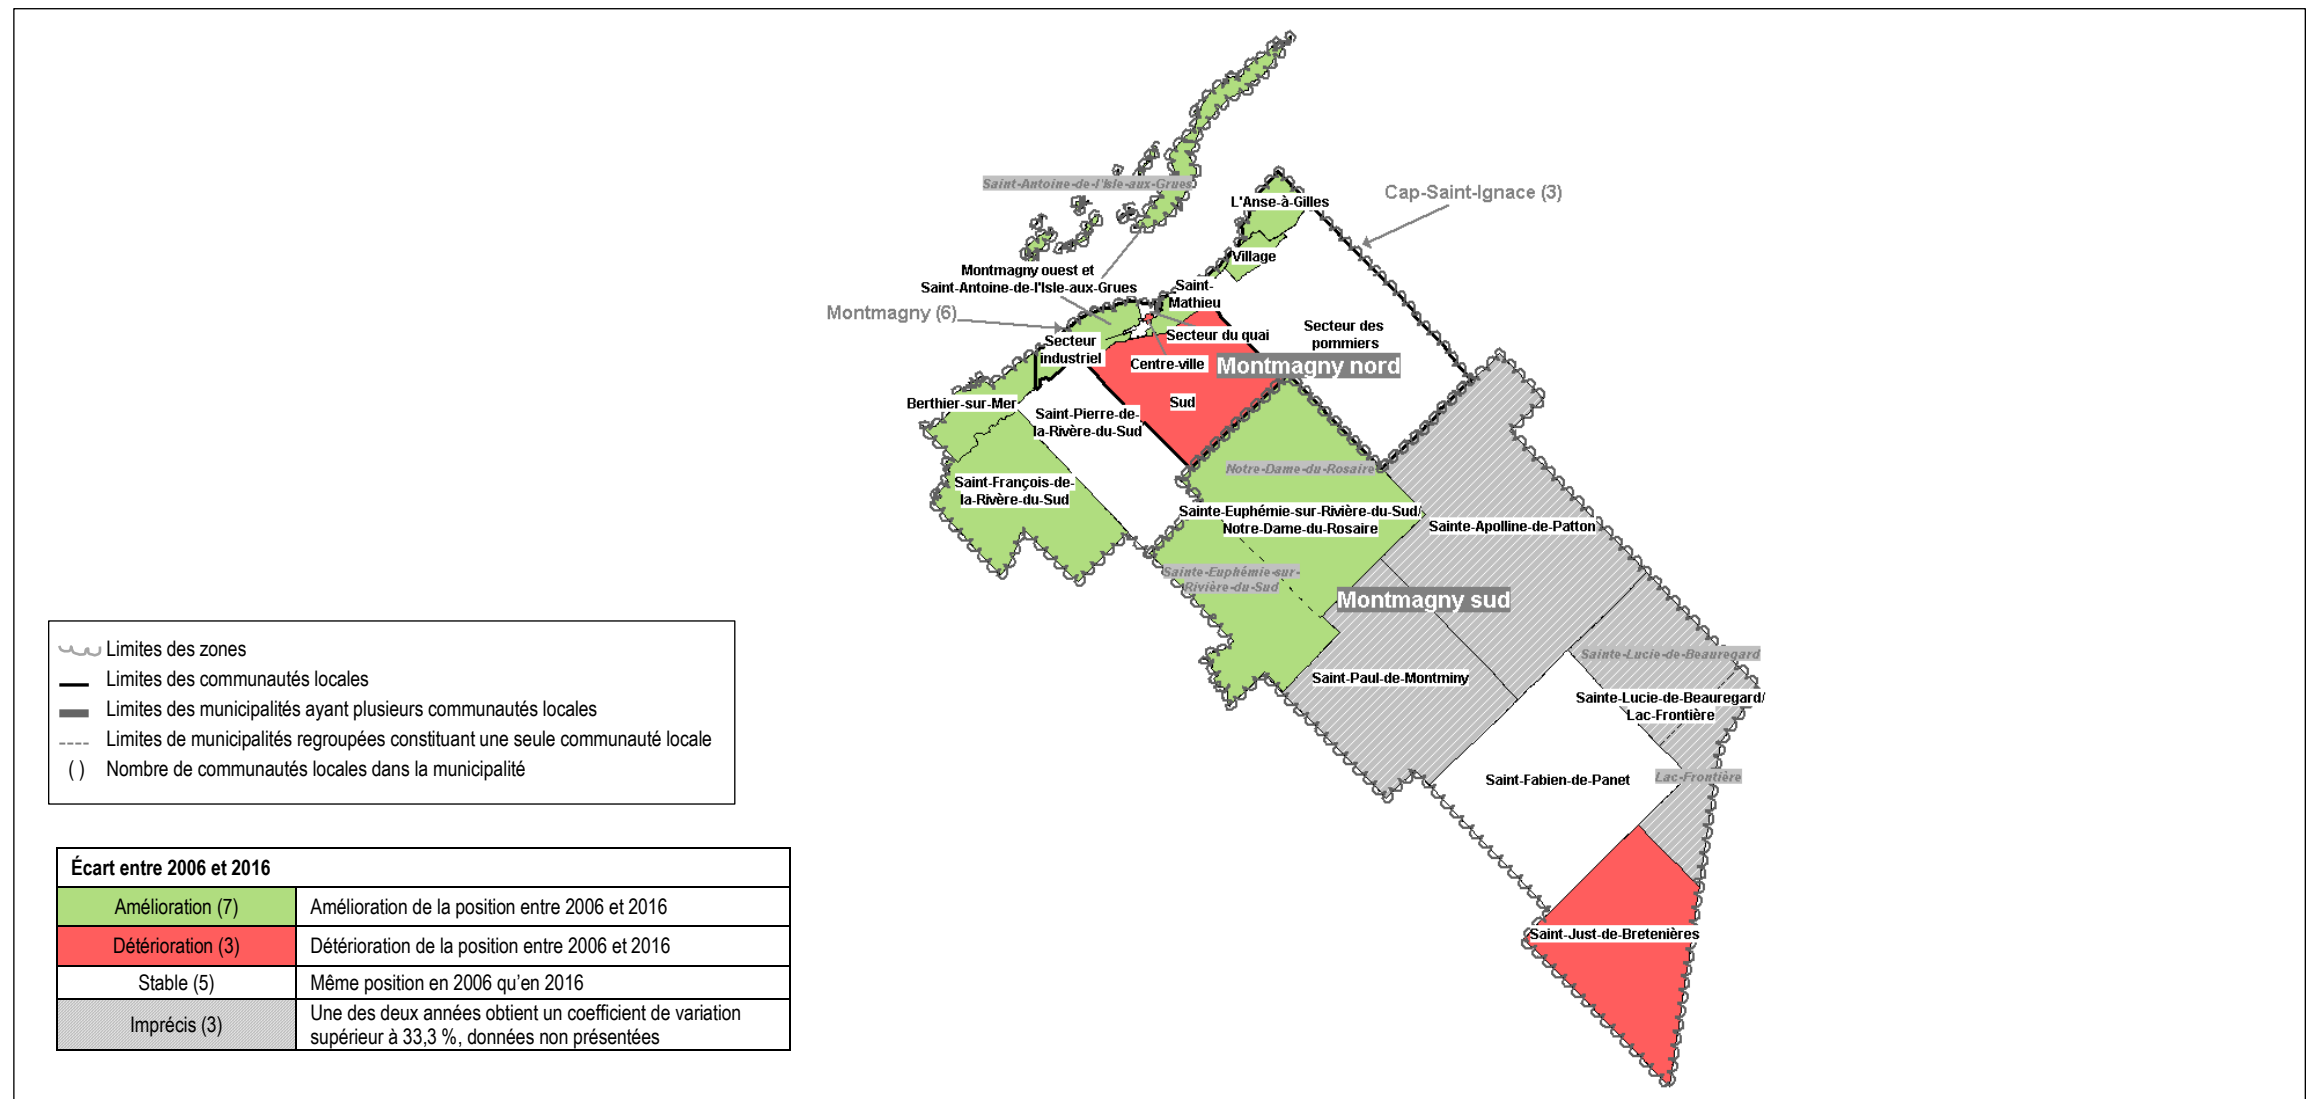 Saint-Antoine-de-l'Isle-aux-Grues
L'Anse-à-Gilles
Cap-Saint-Ignace (3)
Village
Montmagny ouest et
Saint-Antoine-de-l'Isle-aux-Grues
Saint-
Mathieu
Montmagny (6)
Secteur du quai
Secteur des
pommiers
Secteur
industriel
Centre-ville
Montmagny nord
Berthier-sur-Mer
Sud
Saint-Pierre-de-
la-Rivère-du-Sud
Notre-Dame-du-Rosaire
Saint-François-de-
la-Rivère-du-Sud
Sainte-Euphémie-sur-Rivière-du-Sud/
Notre-Dame-du-Rosaire
Sainte-Apolline-de-Patton
Sainte-Euphémie-sur-
Rivière-du-Sud
Montmagny sud
Sainte-Lucie-de-Beauregard
Saint-Paul-de-Montminy
Sainte-Lucie-de-Beauregard/
Lac-Frontière
Saint-Fabien-de-Panet
Lac-Frontière
Saint-Just-de-Bretenières
Limites des zones
Limites des communautés locales
Limites des municipalités ayant plusieurs communautés locales
Limites de municipalités regroupées constituant une seule communauté locale
( ) Nombre de communautés locales dans la municipalité
Écart entre 2006 et 2016
Amélioration (7) Amélioration de la position entre 2006 et 2016
Détérioration (3) Détérioration de la position entre 2006 et 2016
Stable (5) Même position en 2006 qu'en 2016
Imprécis (3) Une des deux années obtient un coefficient de variation
supérieur à 33,3 %, données non présentées